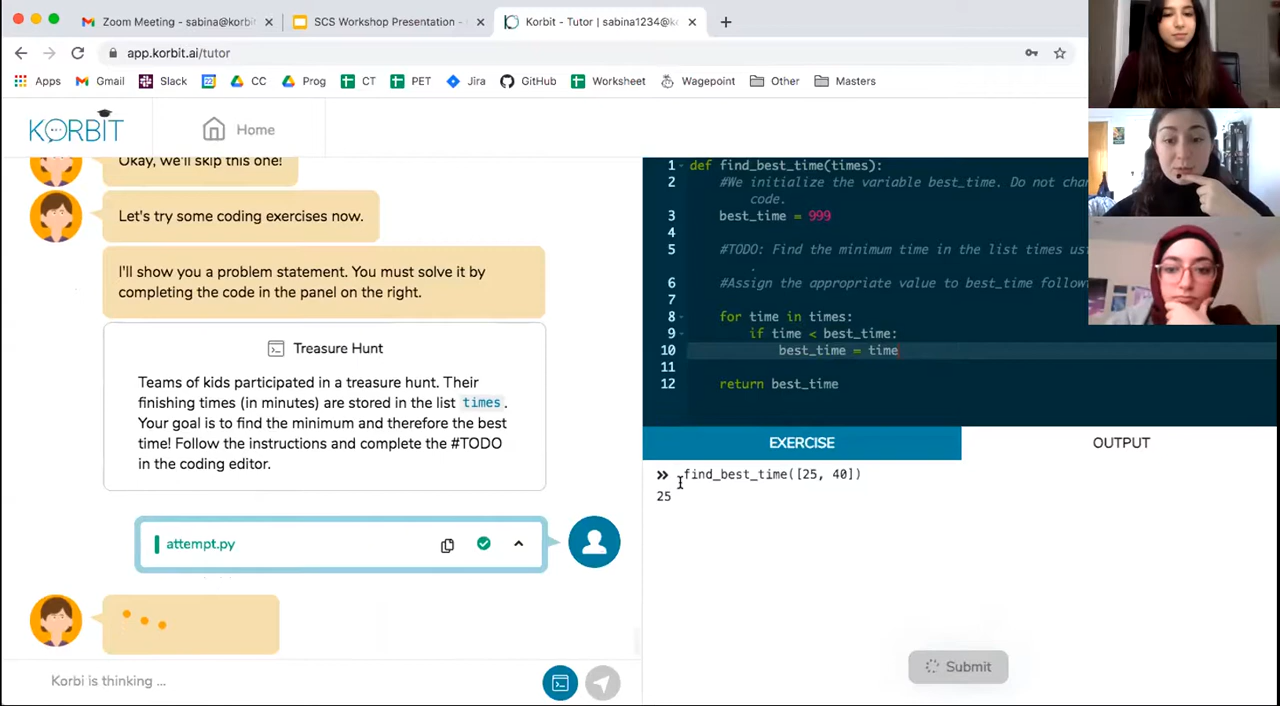 Zoom Meeting - sabina@korbit
SCS Workshop Presentation -
Korbit - Tutor | sabina1234@k
app.korbit.ai/tutor
Apps
Gmail
Slack
CC
Prog
CT
PET
Jira
GitHub
Worksheet
Wagepoint
Other
Masters
KORBIT
Home
Okay, we'll skip this one!
Let's try some coding exercises now.
I'll show you a problem statement. You must solve it by
completing the code in the panel on the right.
Treasure Hunt
Teams of kids participated in a treasure hunt. Their
finishing times (in minutes) are stored in the list times.
Your goal is to find the minimum and therefore the best
time! Follow the instructions and complete the #TODO
in the coding editor.
attempt.py
Korbi is thinking ...
1 def find_best_time(times):
2 #We initialize the variable best_time. Do not chan
code.
3 best_time = 999
4
5 #TODO: Find the minimum time in the list times us
.
6 #Assign the appropriate value to best_time follow
7
8 for time in times:
9 if time < best_time:
10 best_time = time
11
12 return best_time
EXERCISE
OUTPUT
» find_best_time([25, 40])
25
Submit